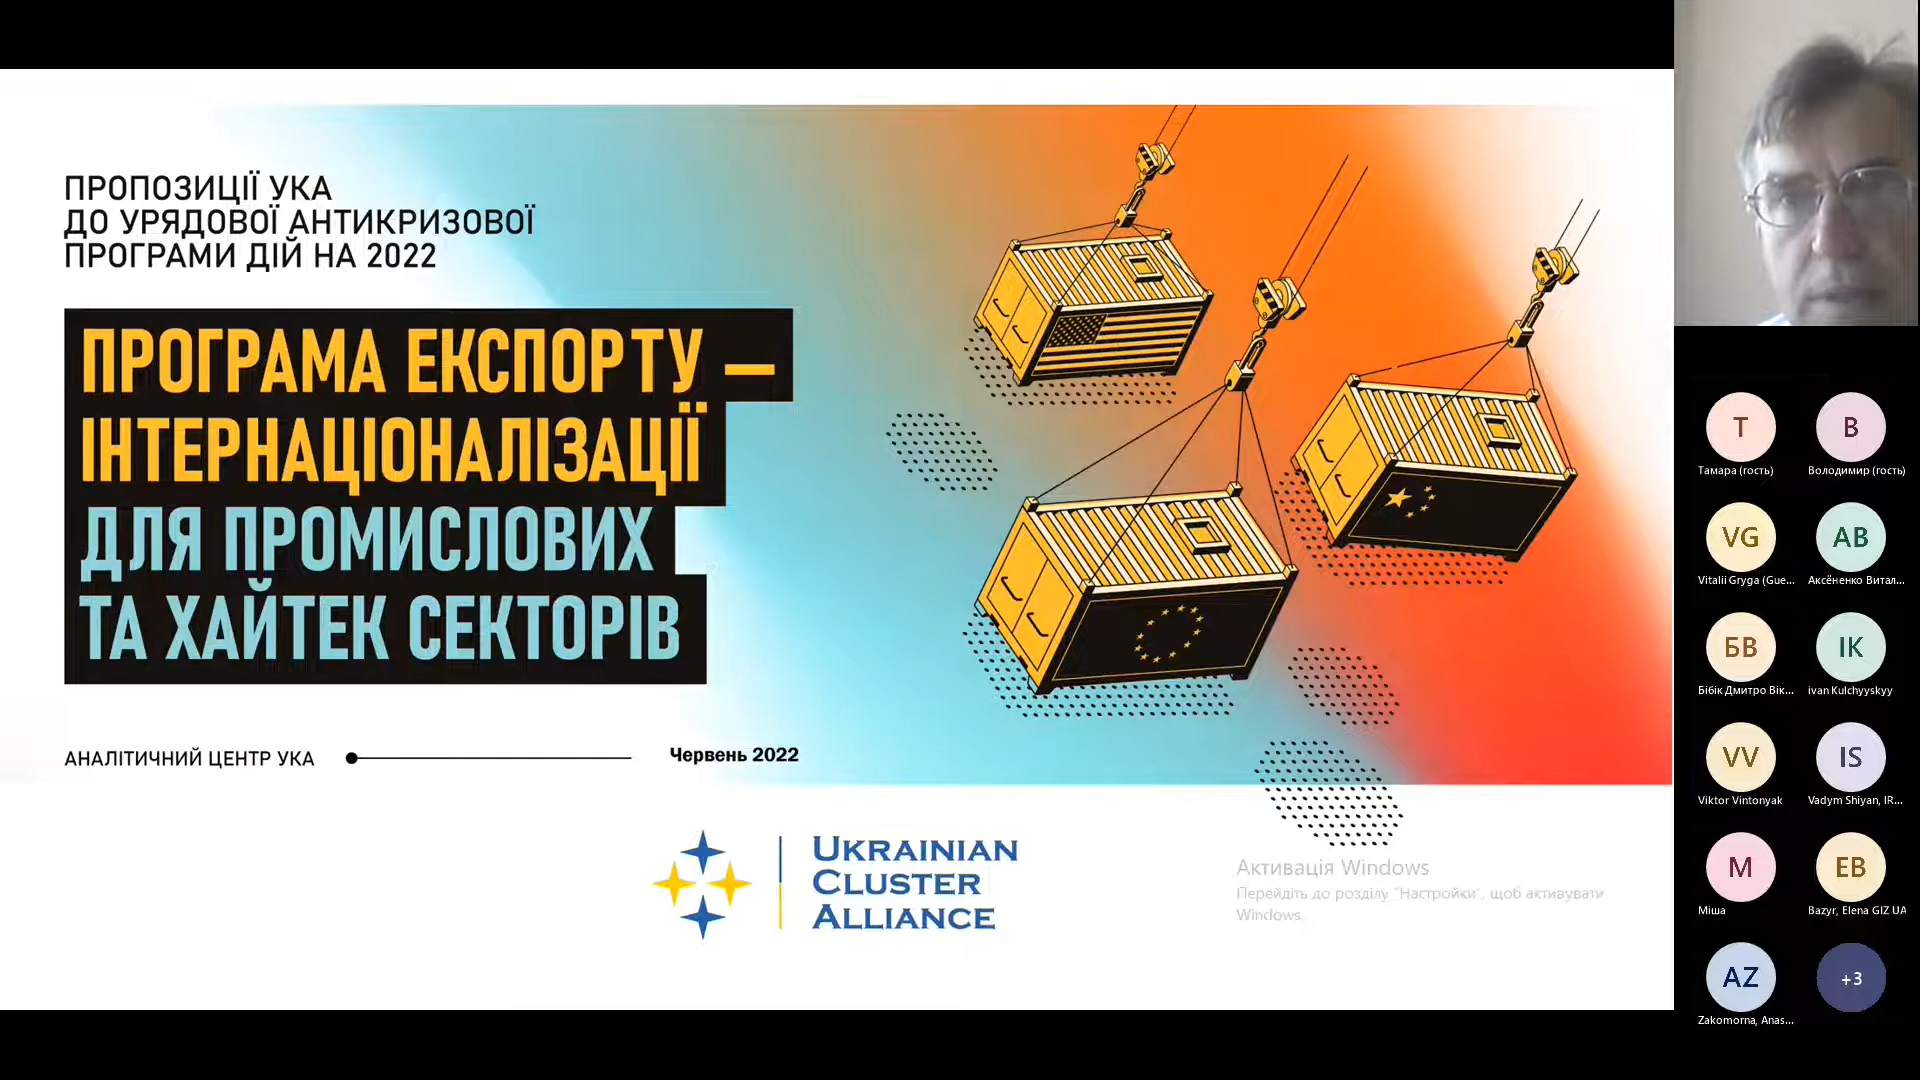 ПРОПОЗИЦІЇ УКА
ДО УРЯДОВОЇ АНТИКРИЗОВОЇ
ПРОГРАМИ ДІЙ НА 2022
ПРОГРАМА ЕКСПОРТУ —
ІНТЕРНАЦІОНАЛІЗАЦІЇ
ДЛЯ ПРОМИСЛОВИХ
ТА ХАЙТЕК СЕКТОРІВ
АНАЛІТИЧНИЙ ЦЕНТР УКА
Червень 2022
UKRAINIAN
CLUSTER
ALLIANCE
Активація Windows
Перейдіть до розділу "Настройки", щоб активувати
Windows.
T
Тамара (гость)
В
Володимир (гость)
VG
Vitalii Gryga (Gue...
АВ
Аксёненко Витал...
БВ
Бібік Дмитро Вік...
IK
ivan Kulchyyskyy
VV
Viktor Vintonyak
IS
Vadym Shiyan, IR...
М
Міша
EB
Bazyr, Elena GIZ UA
AZ
Zakomorna, Anas...
+3